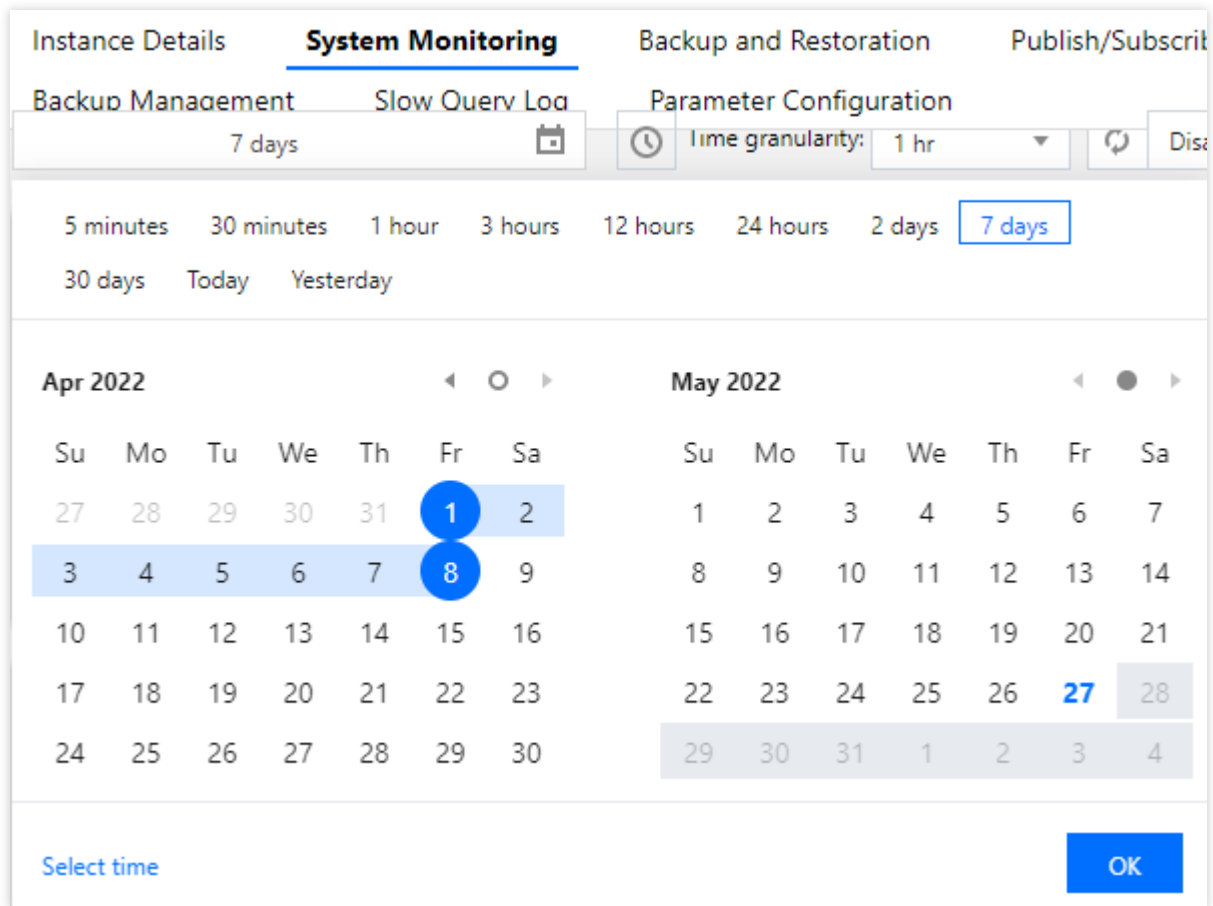 Instance Details System Monitoring Backup and Restoration Publish/Subscrib
Backup Management Slow Query Log Parameter Configuration
7 days Time granularity: 1 hr Disa
5 minutes 30 minutes 1 hour 3 hours 12 hours 24 hours 2 days 7 days
30 days Today Yesterday
Apr 2022 May 2022
Su Mo Tu We Th Fr Sa Su Mo Tu We Th Fr Sa
27 28 29 30 31 1 2 1 2 3 4 5 6 7
3 4 5 6 7 8 9 8 9 10 11 12 13 14
10 11 12 13 14 15 16 15 16 17 18 19 20 21
17 18 19 20 21 22 23 22 23 24 25 26 27 28
24 25 26 27 28 29 30 29 30 31 1 2 3 4
Select time OK